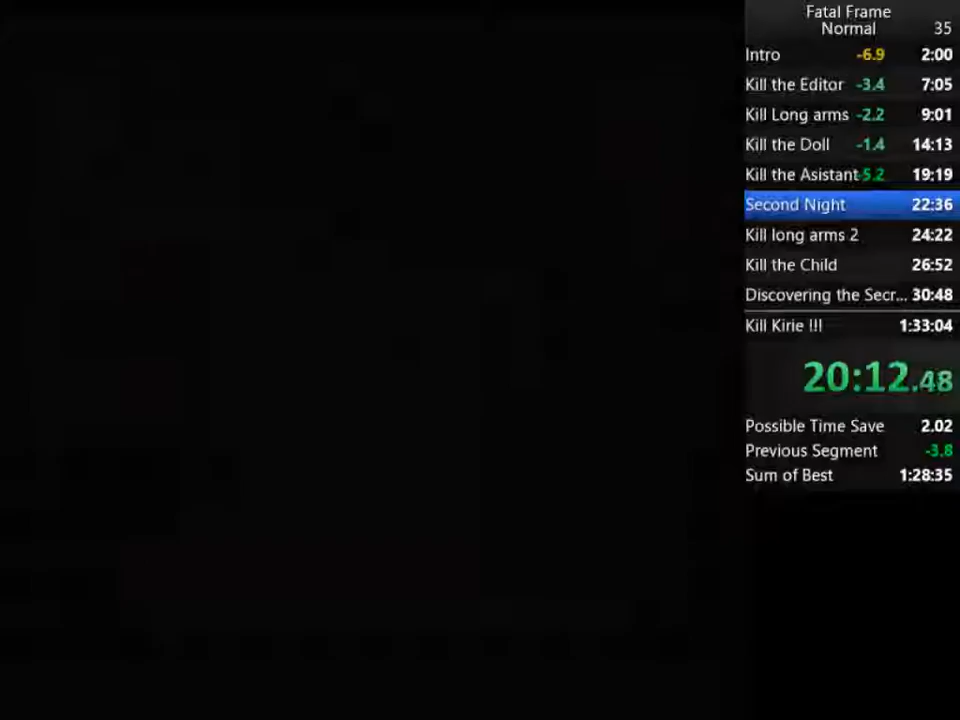 Fatal Frame
Normal 35
Intro -6.9 2:00
Kill the Editor -3.4 7:05
Kill Long arms -2.2 9:01
Kill the Doll -1.4 14:13
Kill the Asistant -5.2 19:19
Second Night 22:36
Kill long arms 2 24:22
Kill the Child 26:52
Discovering the Secr... 30:48
Kill Kirie !!! 1:33:04
20:12.48
Possible Time Save 2.02
Previous Segment -3.8
Sum of Best 1:28:35